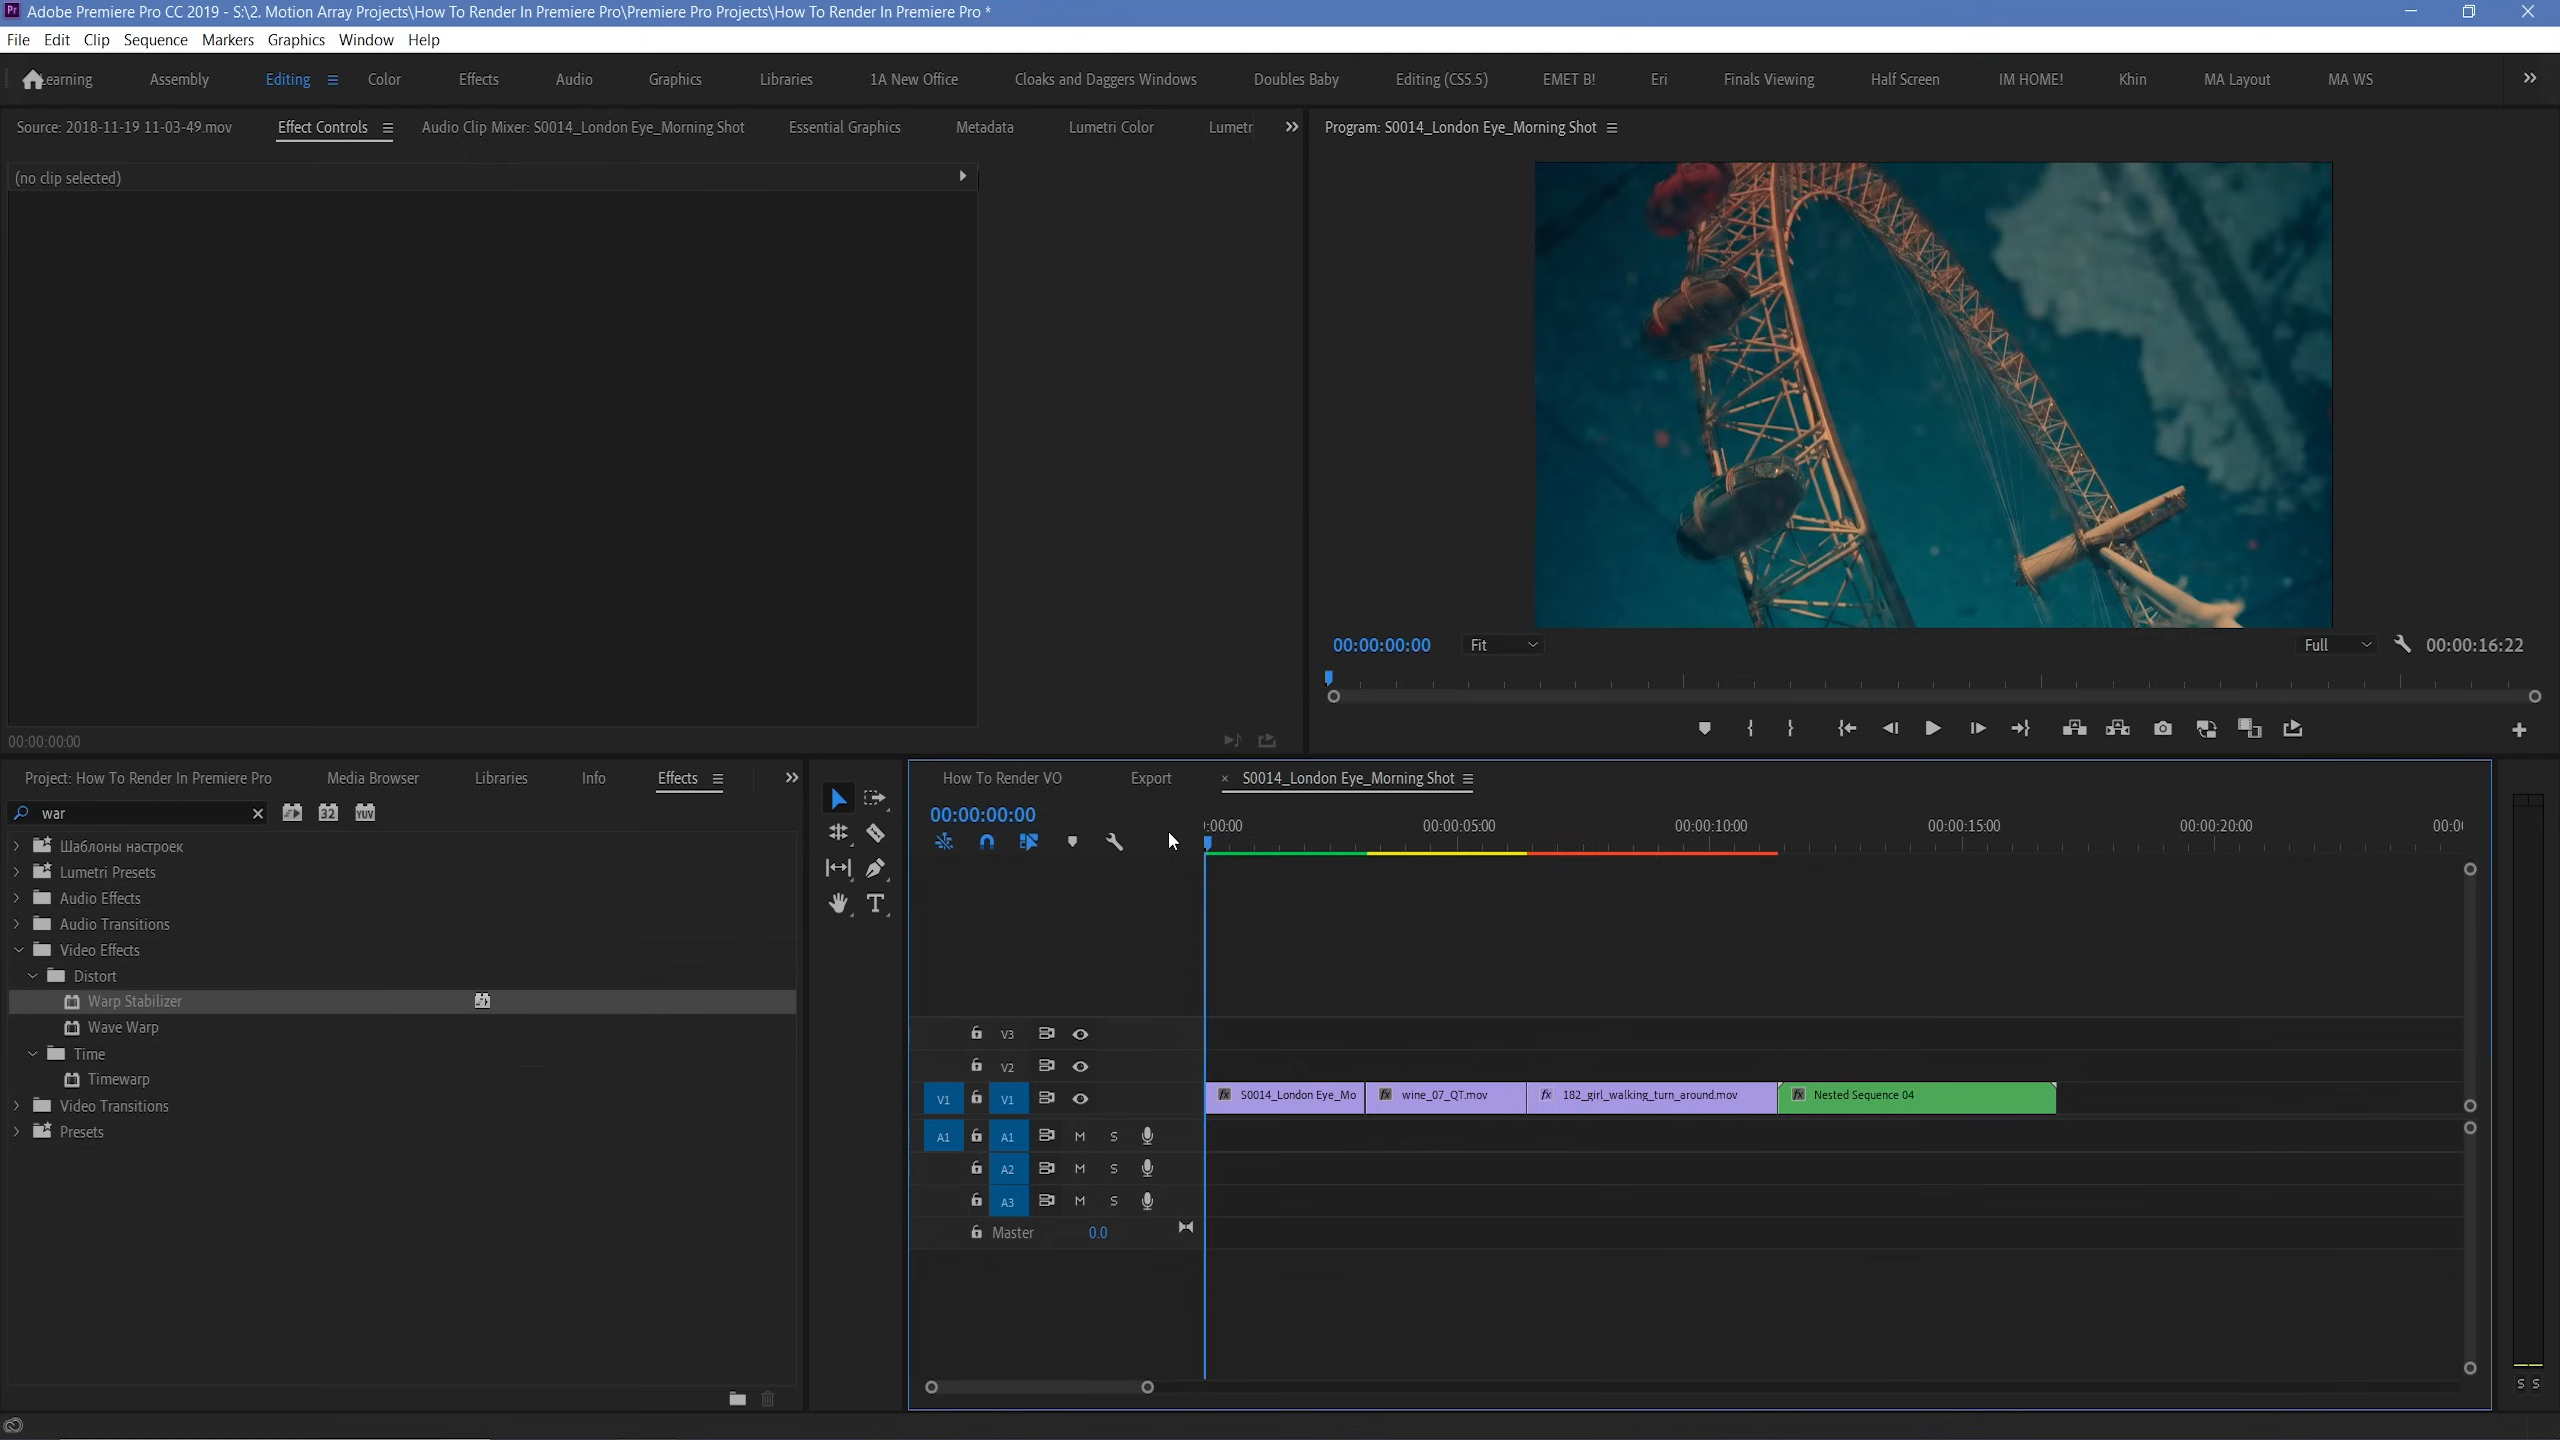 Adobe Premiere Pro CC 2019 - S:\2. Motion Array Projects\How To Render In Premiere Pro\Premiere Pro Projects\How To Render In Premiere Pro *
File Edit Clip Sequence Markers Graphics Window Help
Learning Assembly Editing Color Effects Audio Graphics Libraries 1A New Office Cloaks and Daggers Windows Doubles Baby Editing (CS5.5) EMET B! Eri Finals Viewing Half Screen IM HOME! Khin MA Layout MA WS
Source: 2018-11-19 11-03-49.mov Effect Controls Audio Clip Mixer: S0014_London Eye_Morning Shot Essential Graphics Metadata Lumetri Color Lumetr Program: S0014_London Eye_Morning Shot
(no clip selected)
00:00:00:00 Fit Full 00:00:16:22
00:00:00:00
Project: How To Render In Premiere Pro Media Browser Libraries Info Effects
war 32 YUV
Шаблоны настроек
Lumetri Presets
Audio Effects
Audio Transitions
Video Effects
Distort
Warp Stabilizer
Wave Warp
Time
Timewarp
Video Transitions
Presets
How To Render VO Export × S0014_London Eye_Morning Shot
00:00:00:00
:00:00 00:00:05:00 00:00:10:00 00:00:15:00 00:00:20:00 00:0
V3
V2
V1 V1 S0014_London Eye_Mo wine_07_QT.mov 182_girl_walking_turn_around.mov Nested Sequence 04
A1 A1 M S
A2 M S
A3 M S
Master 0.0
S S